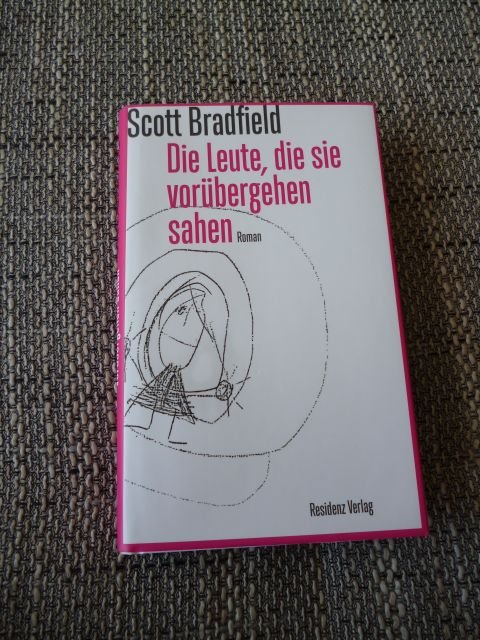 Scott Bradfield
Die Leute, die sie
vorübergehen
sahen Roman
Residenz Verlag